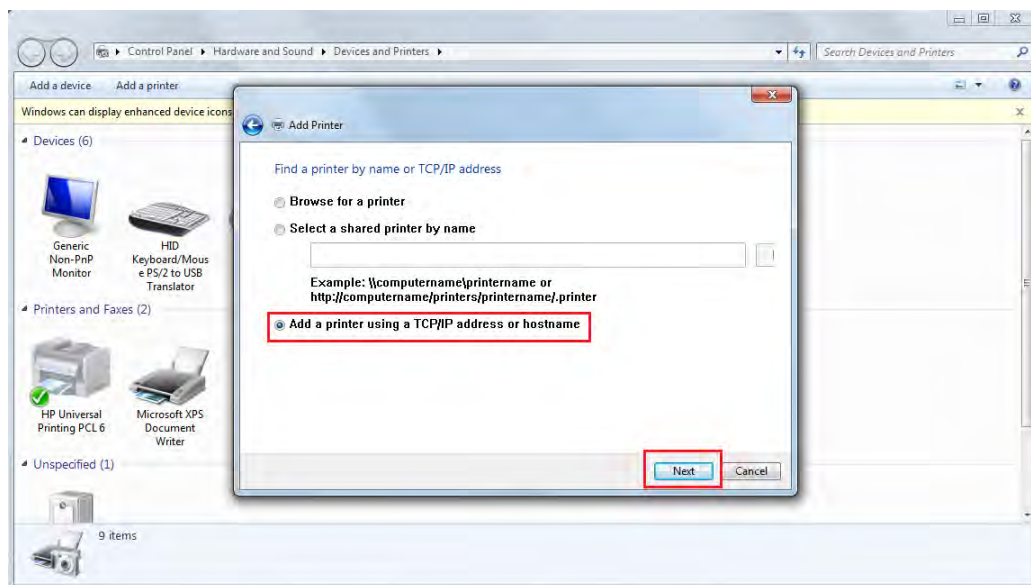 Control Panel ▸ Hardware and Sound ▸ Devices and Printers ▸
Search Devices and Printers
Add a device Add a printer
Windows can display enhanced device icons
Add Printer
Devices (6)
Find a printer by name or TCP/IP address
Browse for a printer
Select a shared printer by name
Generic
Non-PnP
Monitor
HID
Keyboard/Mous
e PS/2 to USB
Translator
Example: \\computername\printername or
http://computername/printers/printername/.printer
Printers and Faxes (2)
Add a printer using a TCP/IP address or hostname
HP Universal
Printing PCL 6
Microsoft XPS
Document
Writer
Unspecified (1)
Next Cancel
9 items